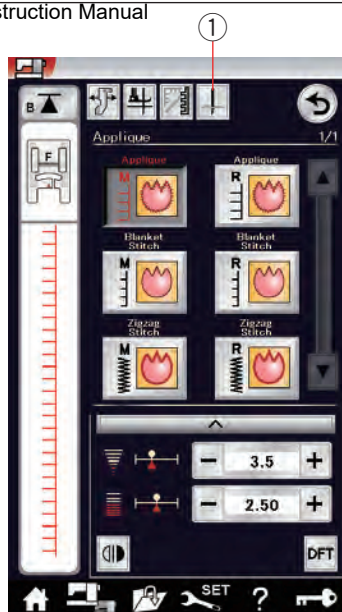 struction Manual
1
B
F
Applique 1/1
Applique Applique
M R
Blanket Stitch Blanket Stitch
M R
Zigzag Stitch Zigzag Stitch
M R
− 3.5 +
− 2.50 +
DFT
SET ?